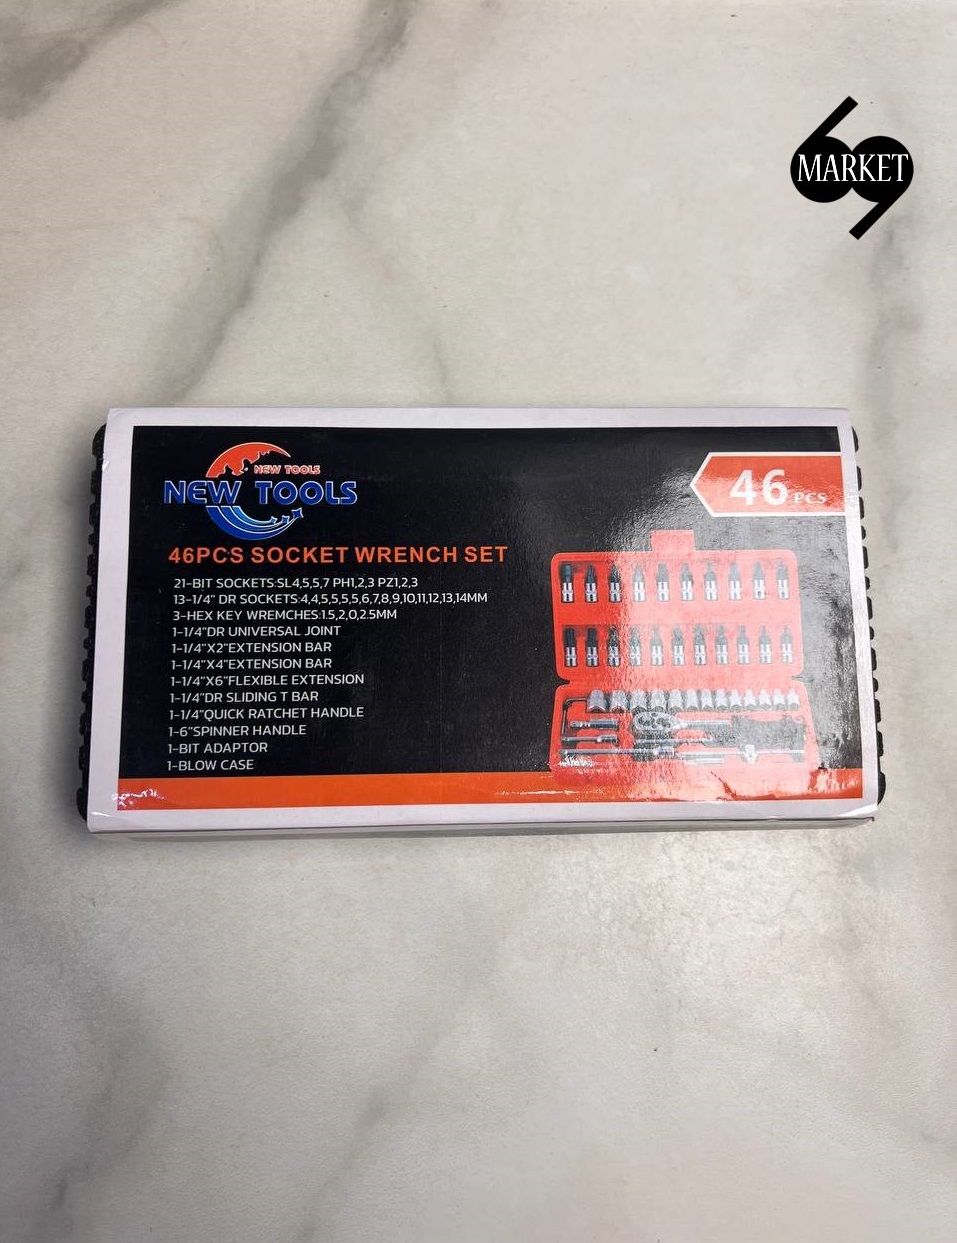 MARKET
NEW TOOLS
NEW TOOLS
46 PCS
46PCS SOCKET WRENCH SET
21-BIT SOCKETS:SL4,5,5,7 PH1,2,3 PZ1,2,3
13-1/4" DR SOCKETS:4,4,5,5,5,5,6,7,8,9,10,11,12,13,14MM
3-HEX KEY WREMCHES:1.5,2,0,2.5MM
1-1/4"DR UNIVERSAL JOINT
1-1/4"X2"EXTENSION BAR
1-1/4"X4"EXTENSION BAR
1-1/4"X6"FLEXIBLE EXTENSION
1-1/4"DR SLIDING T BAR
1-1/4"QUICK RATCHET HANDLE
1-6"SPINNER HANDLE
1-BIT ADAPTOR
1-BLOW CASE